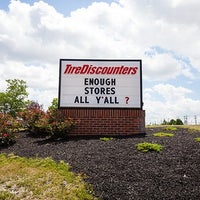 TireDiscounters
ENOUGH
STORES
ALL Y'ALL ?